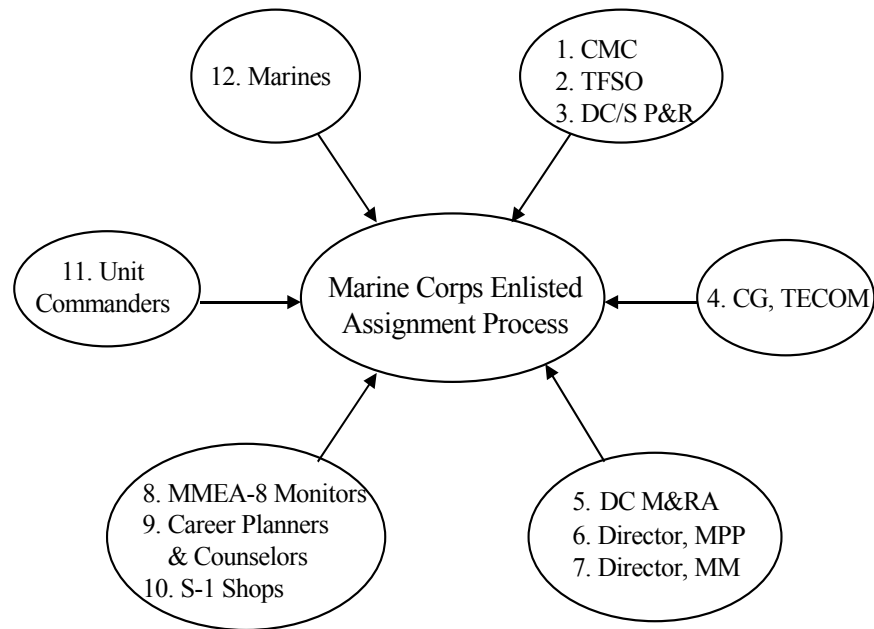 12. Marines
1. CMC
2. TFSO
3. DC/S P&R
11. Unit
Commanders
Marine Corps Enlisted
Assignment Process
4. CG, TECOM
8. MMEA-8 Monitors
9. Career Planners
& Counselors
10. S-1 Shops
5. DC M&RA
6. Director, MPP
7. Director, MM